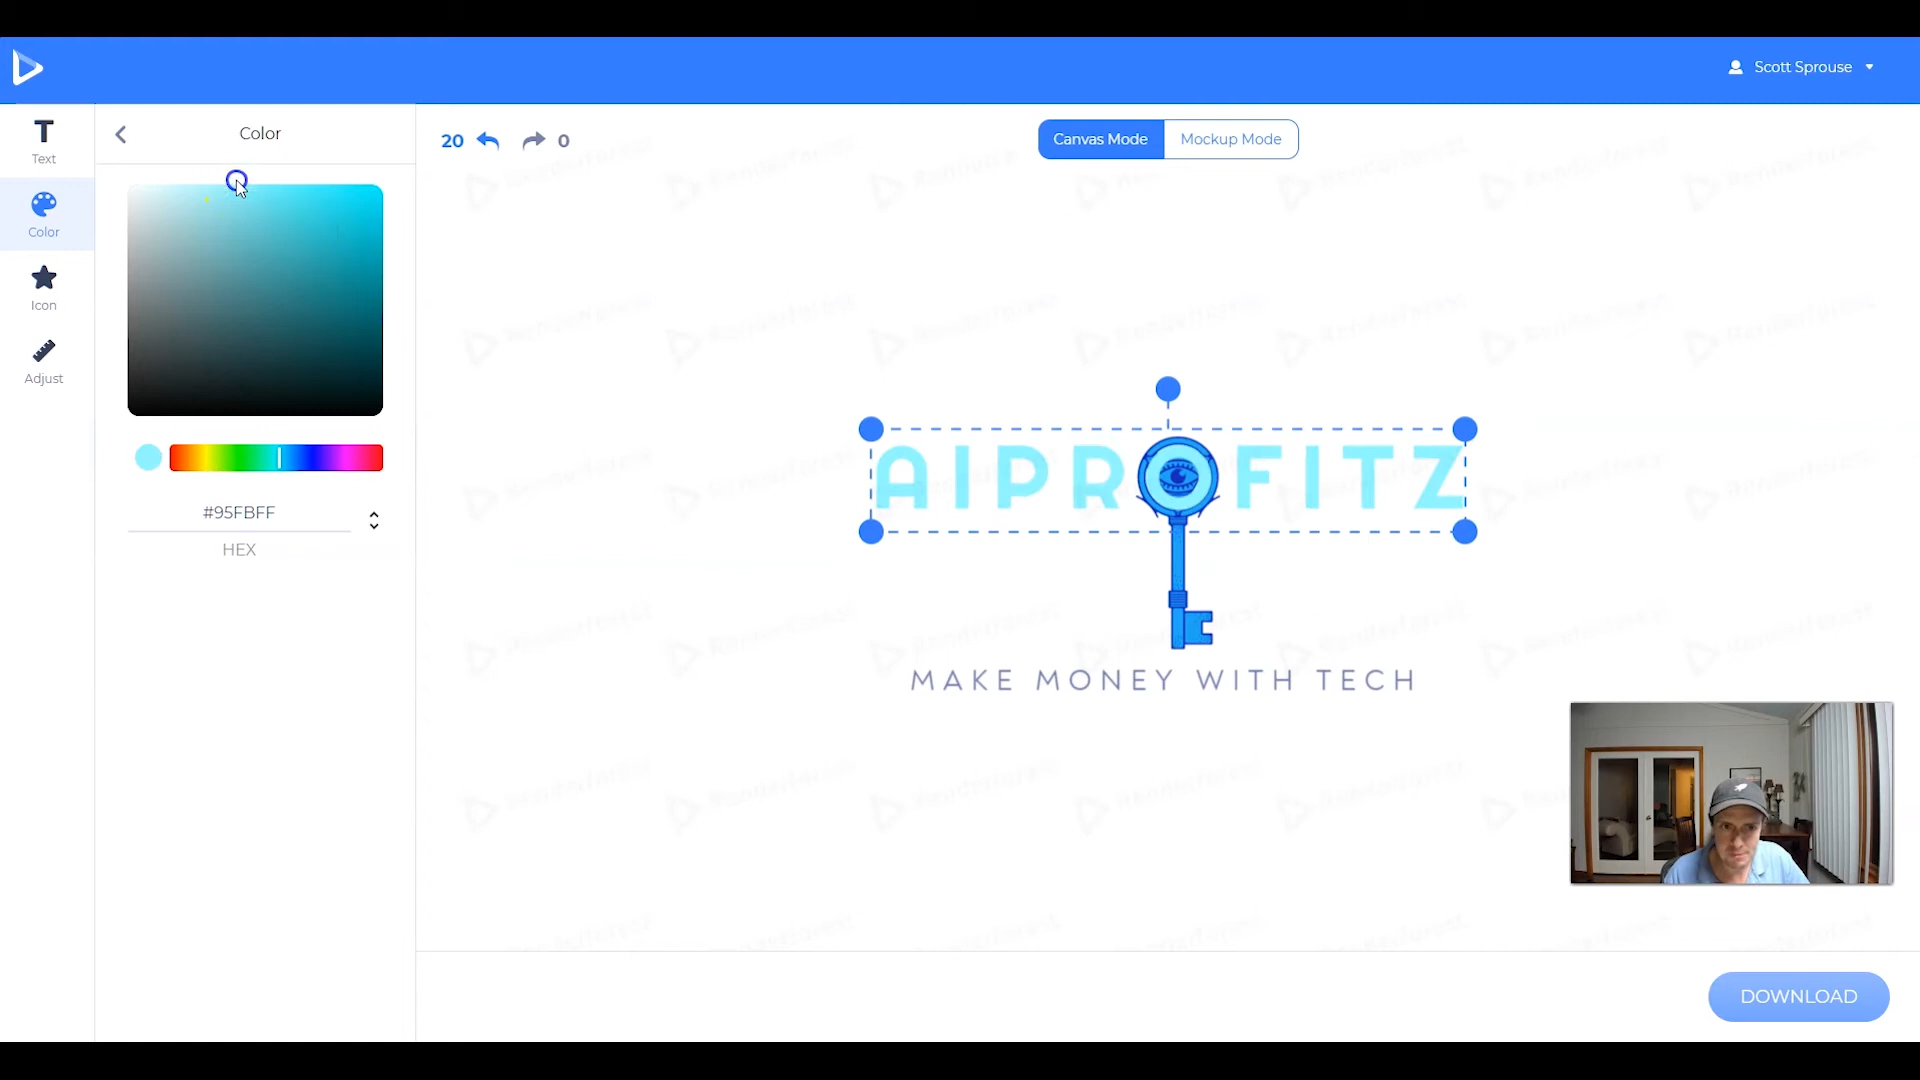 Scott Sprouse
T
Text
Color
Icon
Adjust
Color
#95FBFF
HEX
20
0
Canvas Mode
Mockup Mode
AIPROFITZ
MAKE MONEY WITH TECH
Renderforest
DOWNLOAD